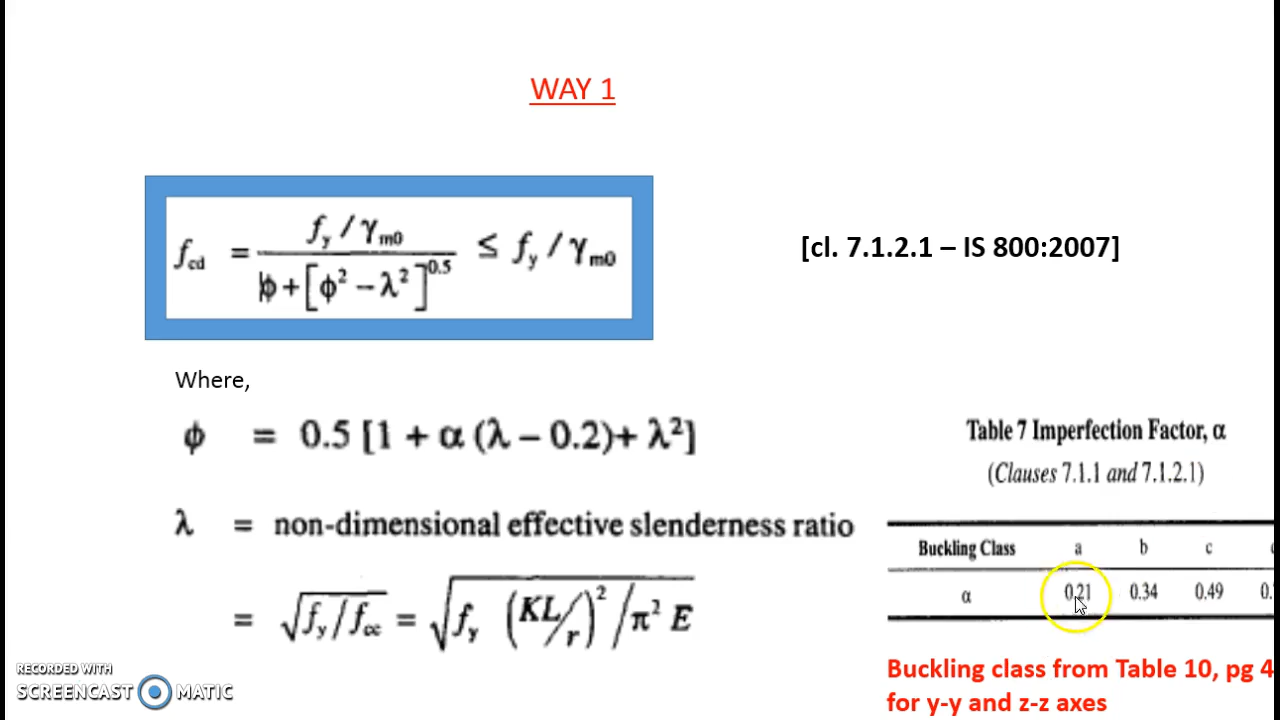 WAY 1
f_cd = (f_y / γ_m0) / (ϕ + [ϕ² − λ²]^0.5) ≤ f_y / γ_m0
[cl. 7.1.2.1 – IS 800:2007]
Where,
ϕ = 0.5 [1 + α (λ – 0.2)+ λ²]
Table 7 Imperfection Factor, α
(Clauses 7.1.1 and 7.1.2.1)
λ = non-dimensional effective slenderness ratio
Buckling Class a b c
α 0.21 0.34 0.49
= √(f_y / f_cc) = √(f_y (KL/r)² / π² E)
Buckling class from Table 10, pg 4
for y-y and z-z axes
RECORDED WITH
SCREENCAST MATIC